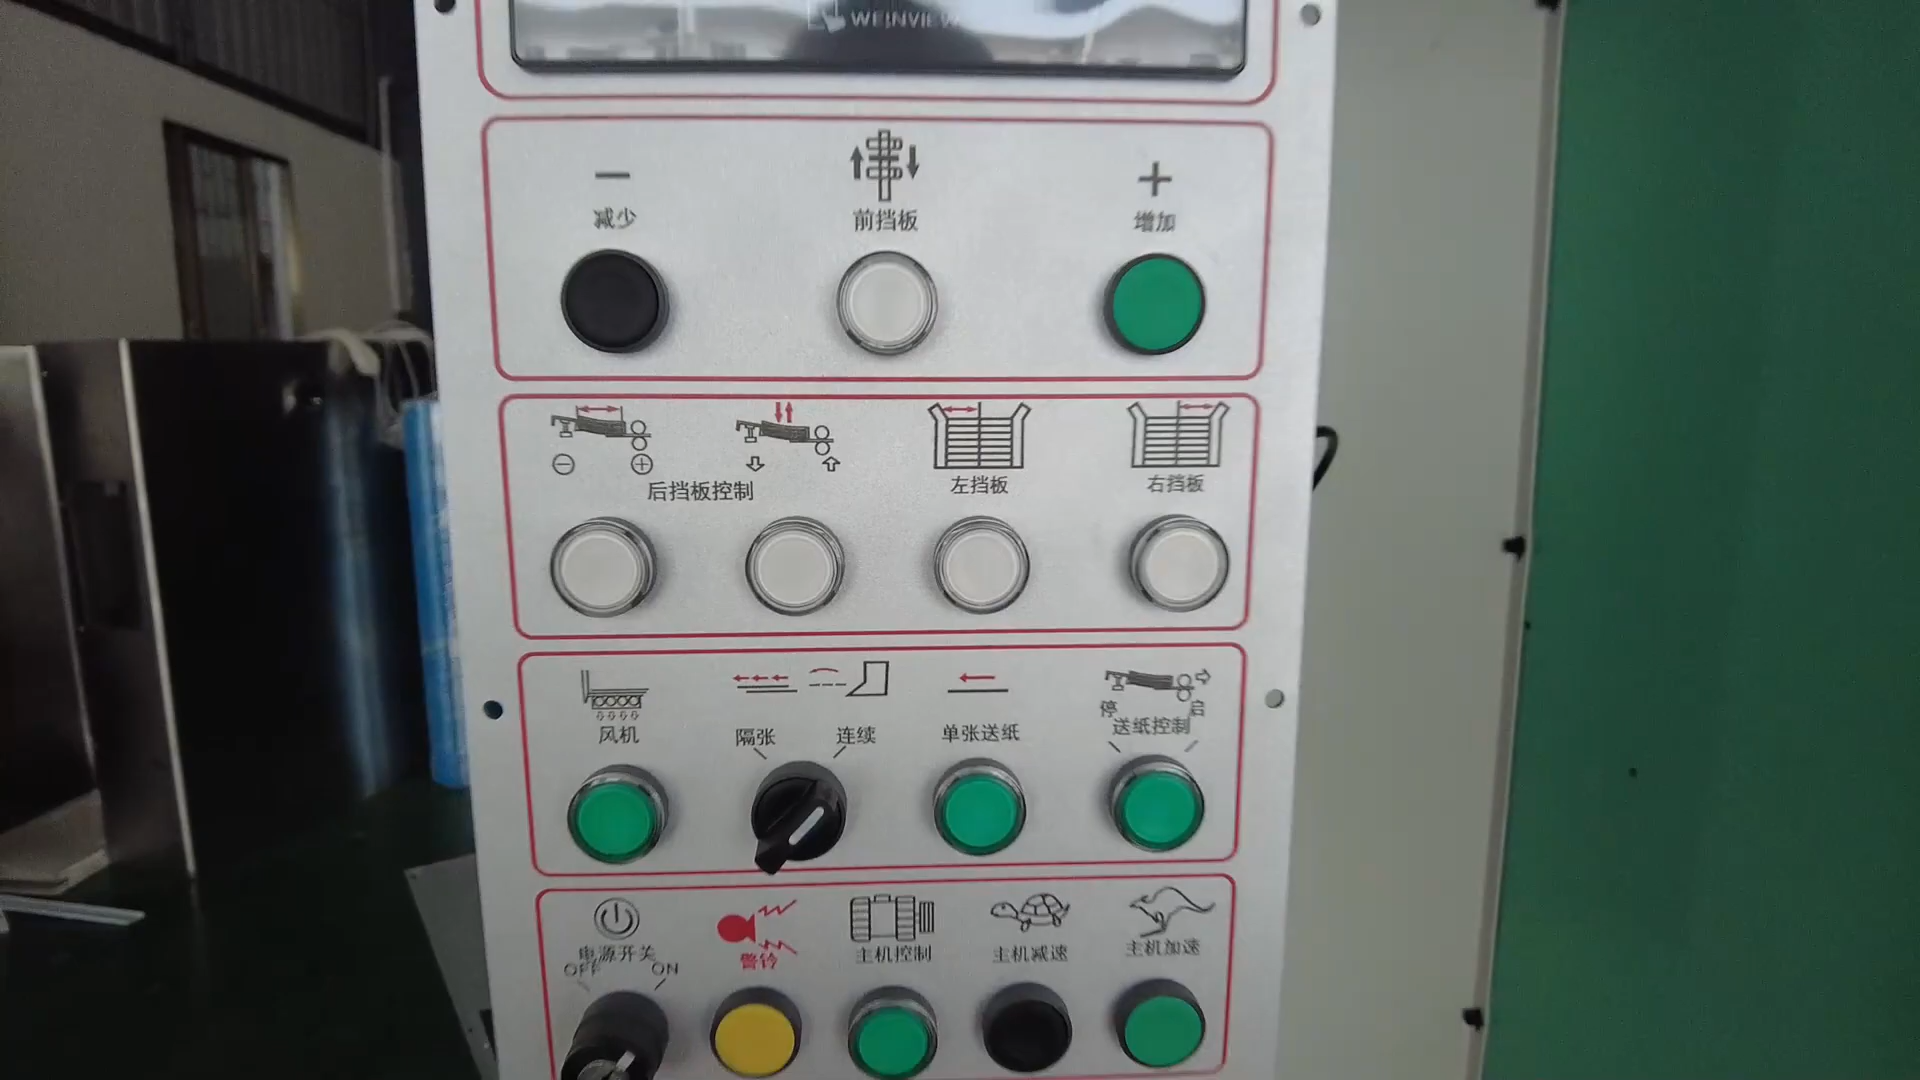 WEINVIEW
− +
减少 前挡板 增加
− +
后挡板控制 左挡板 右挡板
停 启
风机 隔张 连续 单张送纸 送纸控制
电源开关 警铃 主机控制 主机减速 主机加速
OFF ON